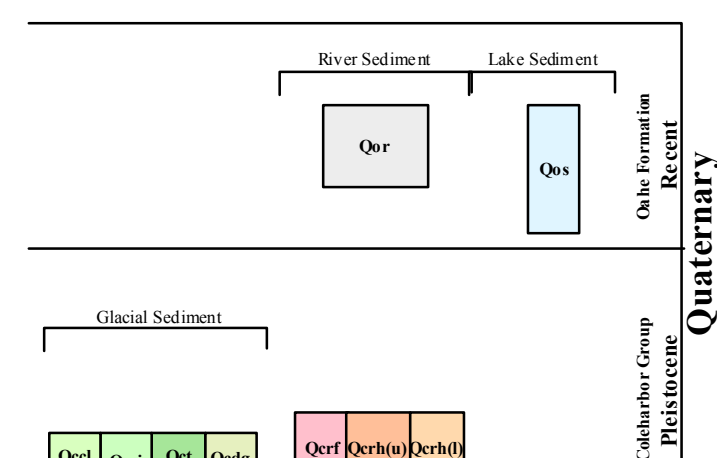 River Sediment
Lake Sediment
Qor
Qos
Oahe Formation
Recent
Quaternary
Glacial Sediment
Coleharbor Group
Pleistocene
Qcrf
Qcrh(u)
Qcrh(l)
Qccl
Qct
Qcdg